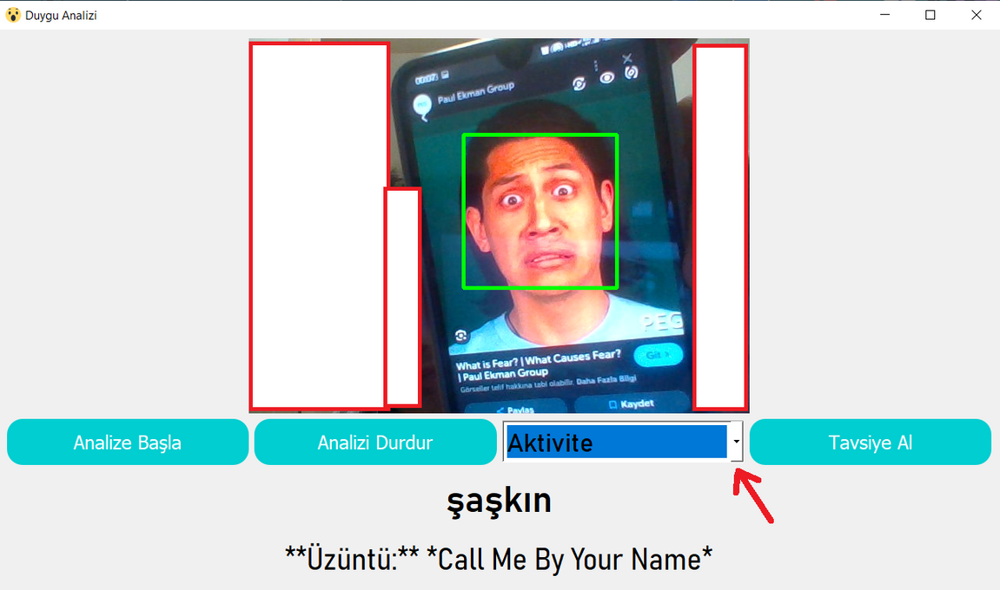 Duygu Analizi
00:07
Paul Ekman Group
PEG
What is Fear? | What Causes Fear?
| Paul Ekman Group
Git >
Görseller telif hakkına tabi olabilir. Daha Fazla Bilgi
Paylaş
Kaydet
Analize Başla
Analizi Durdur
Aktivite
Tavsiye Al
şaşkın
**Üzüntü:** *Call Me By Your Name*